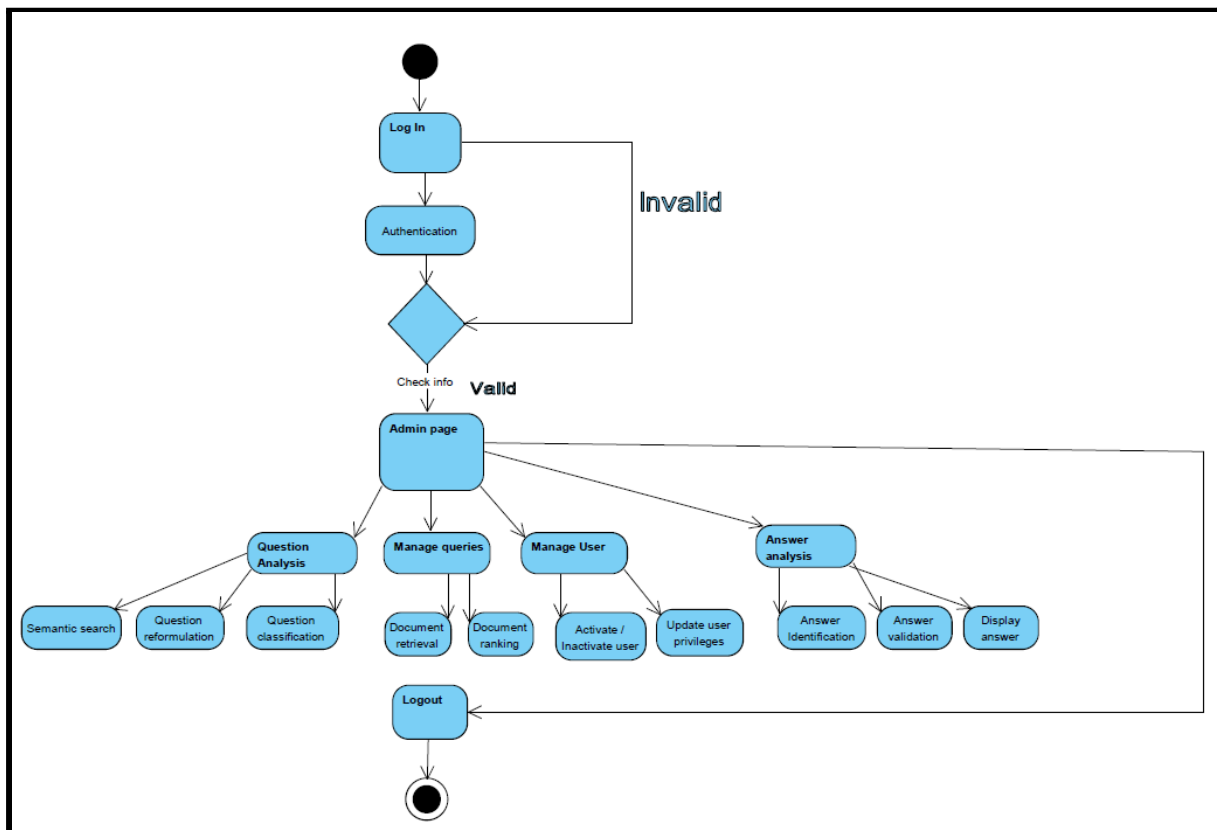 Log In
Invalid
Authentication
Check info
Valid
Admin page
Question
Analysis
Manage queries
Manage User
Answer
analysis
Semantic search
Question
reformulation
Question
classification
Document
retrieval
Document
ranking
Activate /
Inactivate user
Update user
privileges
Answer
Identification
Answer
validation
Display
answer
Logout